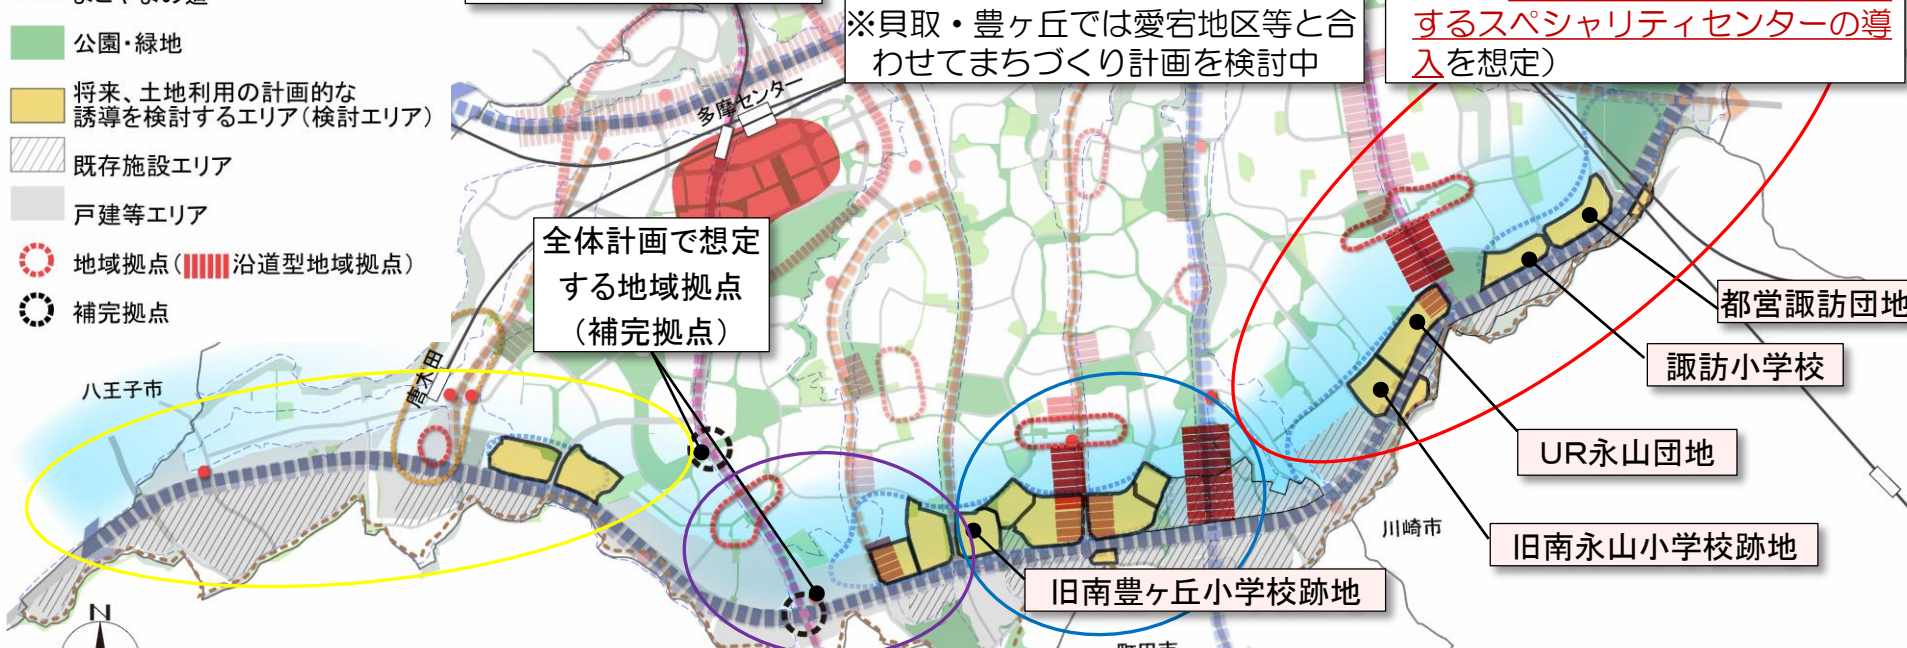 公園・緑地
将来、土地利用の計画的な
誘導を検討するエリア(検討エリア)
既存施設エリア
戸建等エリア
地域拠点(沿道型地域拠点)
補完拠点
※貝取・豊ヶ丘では愛宕地区等と合
わせてまちづくり計画を検討中
するスペシャリティセンターの導
入を想定)
多摩センター
全体計画で想定
する地域拠点
(補完拠点)
唐木田
八王子市
都営諏訪団地
諏訪小学校
UR永山団地
旧南永山小学校跡地
川崎市
旧南豊ヶ丘小学校跡地
N